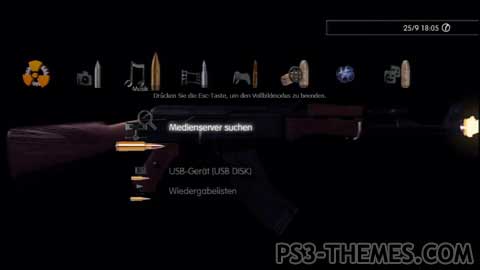 25/9 18:05
Musik
Drücken Sie die Esc-Taste, um den Vollbildmodus zu beenden.
Medienserver suchen
USB-Gerät (USB DISK)
Wiedergabelisten
PS3-THEMES.COM